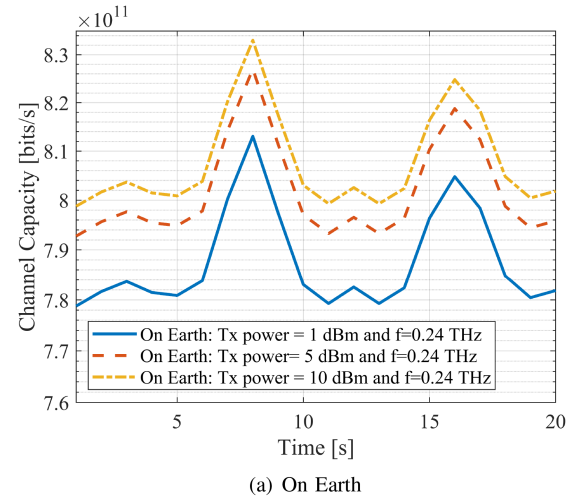 ×10¹¹
8.3
8.2
8.1
8
7.9
7.8
7.7
7.6
Channel Capacity [bits/s]
On Earth: Tx power = 1 dBm and f=0.24 THz
On Earth: Tx power= 5 dBm and f=0.24 THz
On Earth: Tx power = 10 dBm and f=0.24 THz
5 10 15 20
Time [s]
(a) On Earth